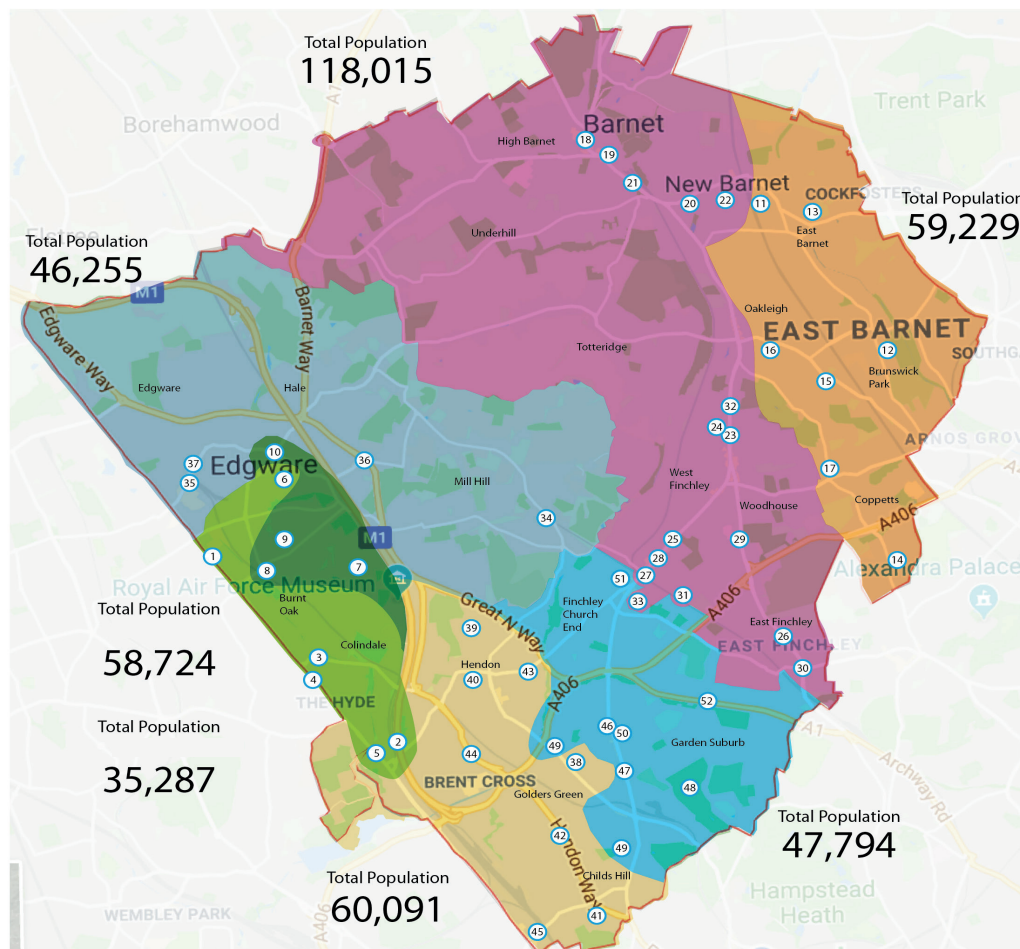 Total Population
118,015
Trent Park
Borehamwood
Barnet
High Barnet
18
19
21
New Barnet
20
22
11
COCKFOSTERS
13
East
Barnet
Total Population
59,229
Underhill
Total Population
46,255
M1
Barnet Way
Edgware Way
Oakleigh
EAST BARNET
Totteridge
16
12
SOUTHGA
Brunswick
Park
15
Edgware
Hale
32
24
23
ARNOS GROV
10
Edgware
37
35
6
36
Mill Hill
West
Finchley
17
Woodhouse
Coppetts
A406
34
M1
9
25
29
1
8
7
28
27
51
33
31
14
Alexandra Palace
Royal Air Force Museum
Burnt
Oak
Total Population
58,724
Great N Way
Finchley
Church
End
A406
39
East Finchley
26
EAST FINCHLEY
30
Colindale
3
4
Hendon
40
43
A406
THE HYDE
52
A1
Total Population
35,287
2
5
44
49
38
46
50
Garden Suburb
47
48
BRENT CROSS
Golders Green
Archway Rd
42
Hendon Way
49
Total Population
47,794
Childs Hill
Total Population
60,091
41
45
WEMBLEY PARK
A406
Hampstead
Heath